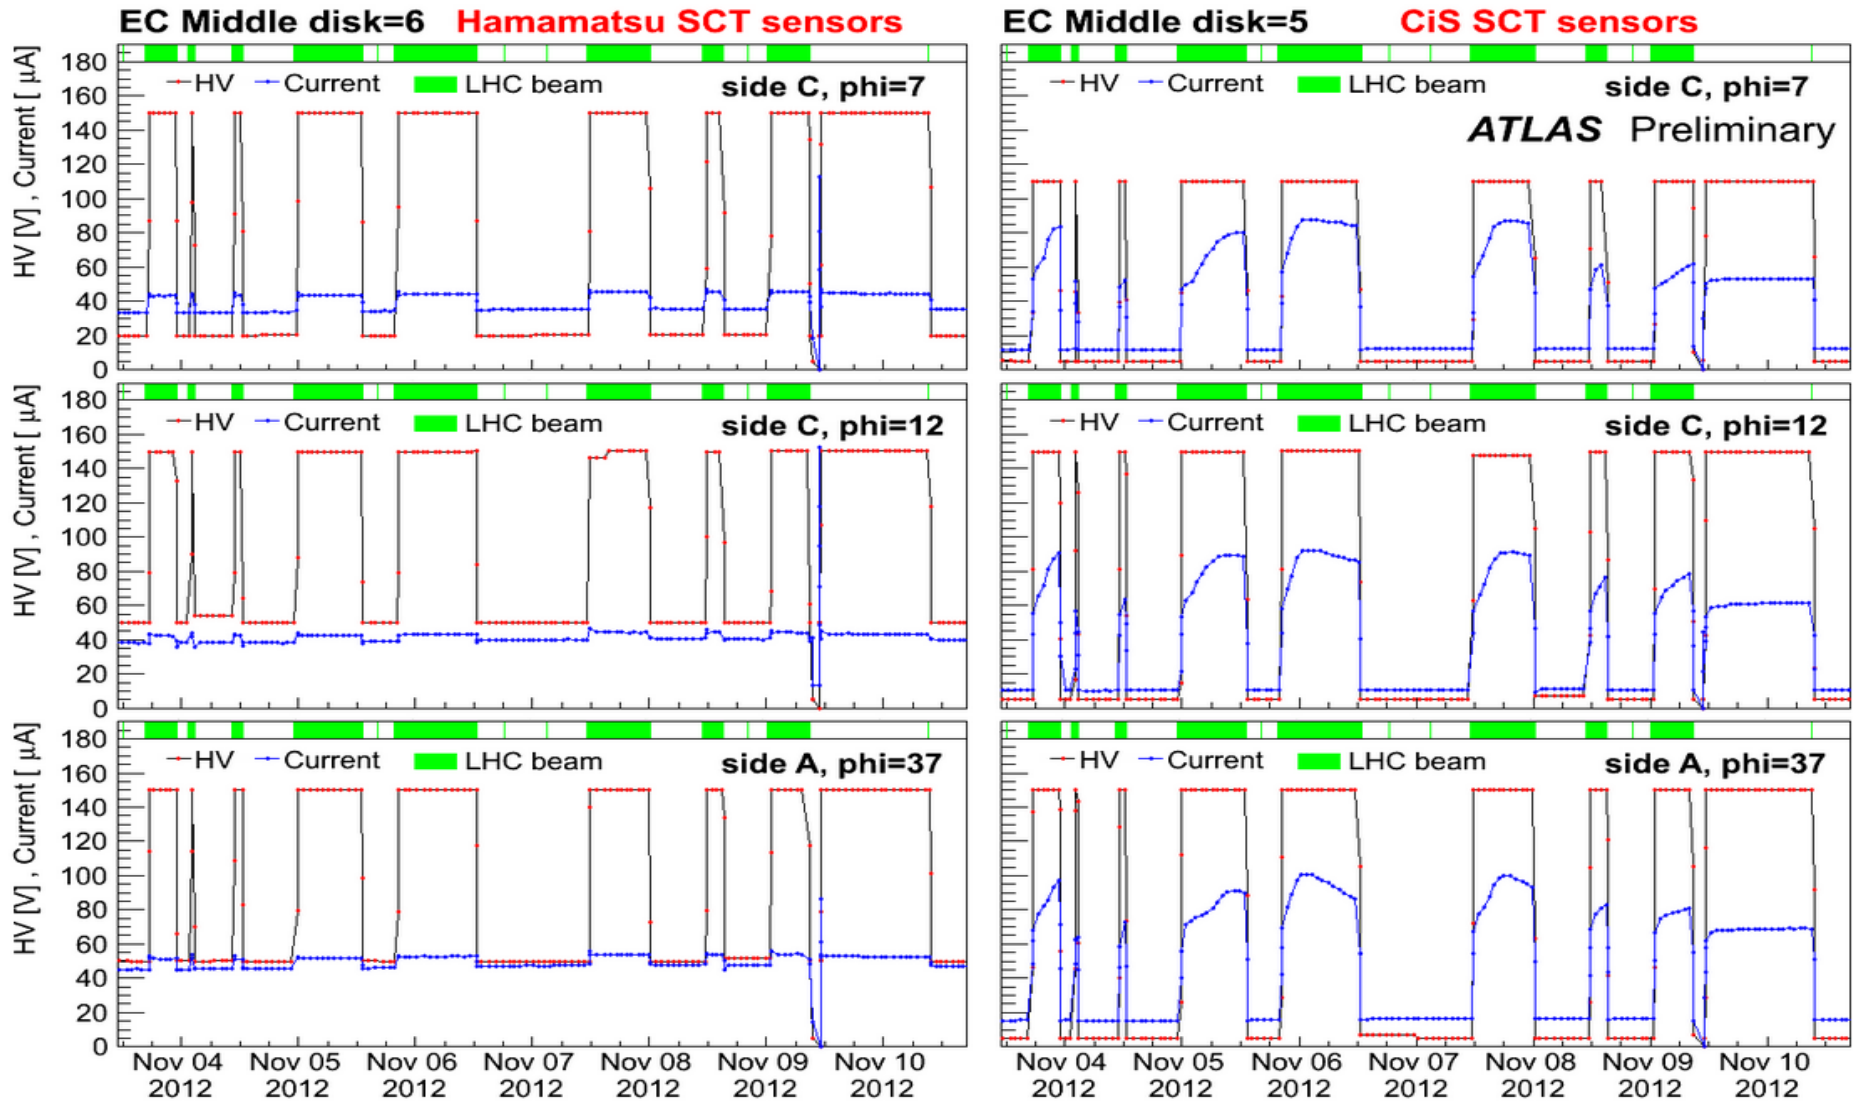 EC Middle disk=6 Hamamatsu SCT sensors
EC Middle disk=5 CiS SCT sensors
HV [V] , Current [ μA]
180
160
140
120
100
80
60
40
20
0
HV Current LHC beam side C, phi=7
HV Current LHC beam side C, phi=7
ATLAS Preliminary
HV [V] , Current [ μA]
180
160
140
120
100
80
60
40
20
0
HV Current LHC beam side C, phi=12
HV Current LHC beam side C, phi=12
HV [V] , Current [ μA]
180
160
140
120
100
80
60
40
20
0
HV Current LHC beam side A, phi=37
HV Current LHC beam side A, phi=37
Nov 04 Nov 05 Nov 06 Nov 07 Nov 08 Nov 09 Nov 10
2012 2012 2012 2012 2012 2012 2012
Nov 04 Nov 05 Nov 06 Nov 07 Nov 08 Nov 09 Nov 10
2012 2012 2012 2012 2012 2012 2012